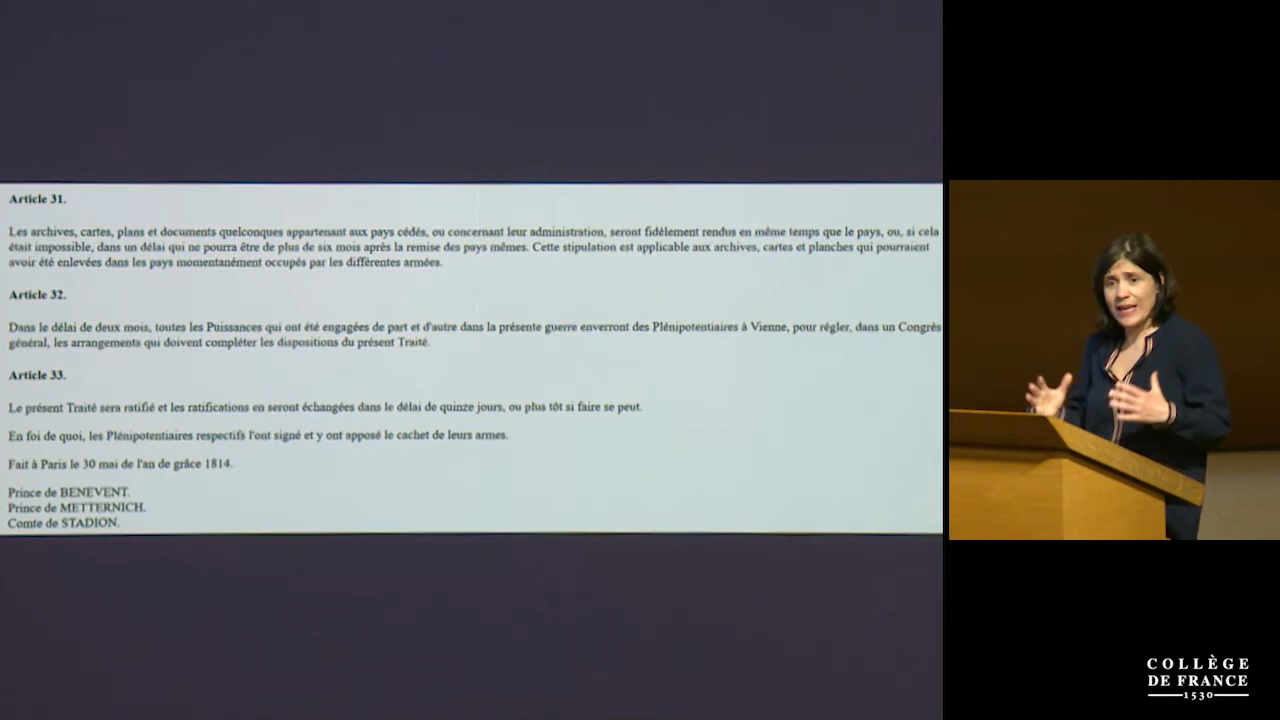 Article 31.
Les archives, cartes, plans et documents quelconques appartenant aux pays cédés, ou concernant leur administration, seront fidèlement rendus en même temps que le pays, ou, si cela
était impossible, dans un délai qui ne pourra être de plus de six mois après la remise des pays mêmes. Cette stipulation est applicable aux archives, cartes et planches qui pourraient
avoir été enlevées dans les pays momentanément occupés par les différentes armées.
Article 32.
Dans le délai de deux mois, toutes les Puissances qui ont été engagées de part et d'autre dans la présente guerre enverront des Plénipotentiaires à Vienne, pour régler, dans un Congrès
général, les arrangements qui doivent compléter les dispositions du présent Traité.
Article 33.
Le présent Traité sera ratifié et les ratifications en seront échangées dans le délai de quinze jours, ou plus tôt si faire se peut.
En foi de quoi, les Plénipotentiaires respectifs l'ont signé et y ont apposé le cachet de leurs armes.
Fait à Paris le 30 mai de l'an de grâce 1814.
Prince de BENEVENT.
Prince de METTERNICH.
Comte de STADION.
COLLÈGE
DE FRANCE
1530